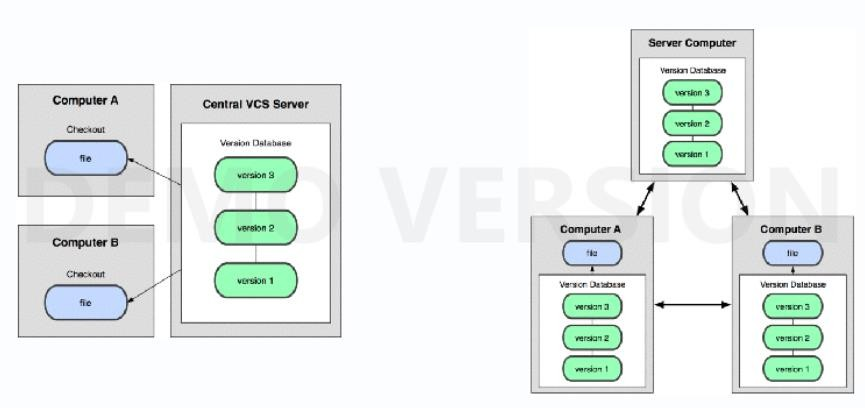 Computer A
Checkout
file
Computer B
Checkout
file
Central VCS Server
Version Database
version 3
version 2
version 1
Server Computer
Version Database
version 3
version 2
version 1
Computer A
file
Version Database
version 3
version 2
version 1
Computer B
file
Version Database
version 3
version 2
version 1
DEMO VERSION